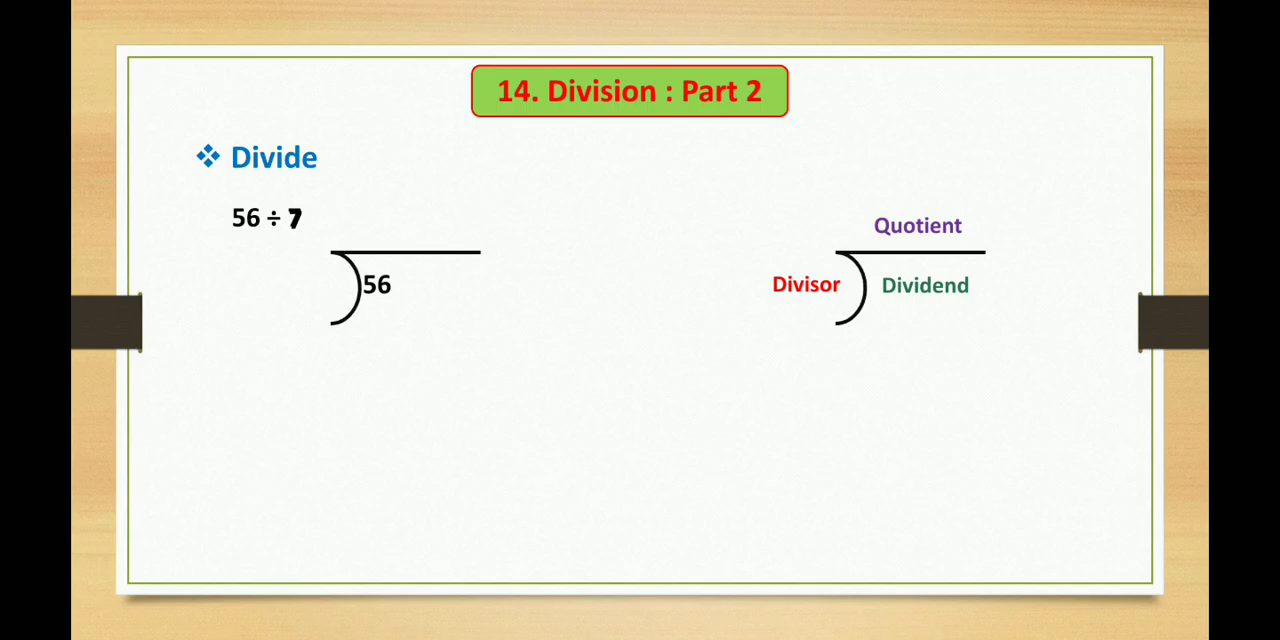 14. Division : Part 2
❖ Divide
56 ÷ 7
56
Quotient
Divisor
Dividend